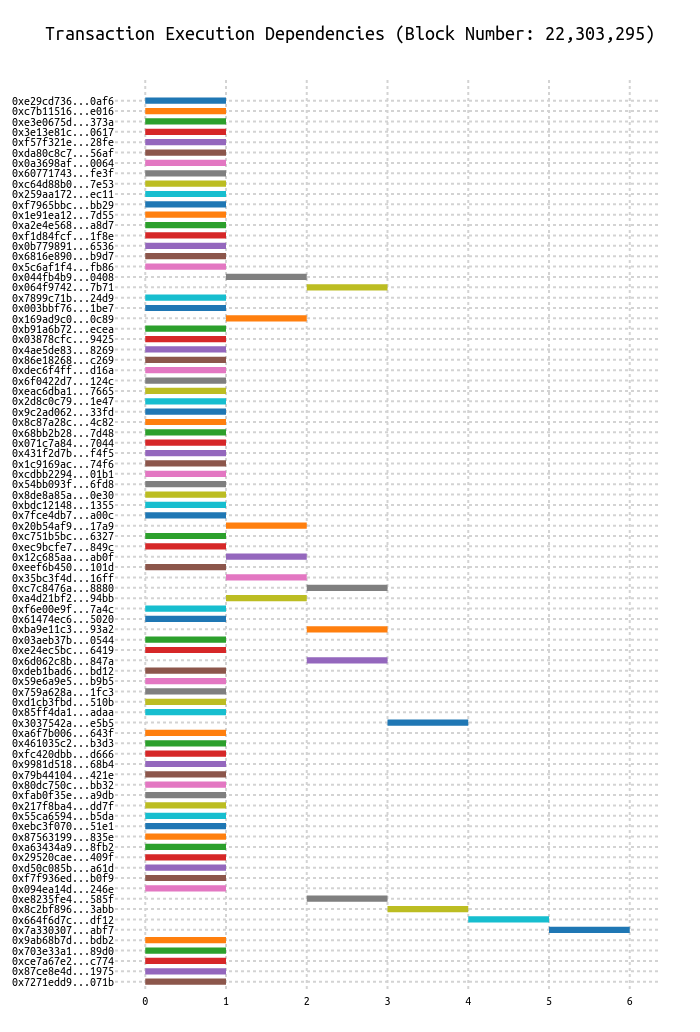 Transaction Execution Dependencies (Block Number: 22,303,295)
0xe29cd736...0af6
0xc7b11516...e016
0xe3e0675d...373a
0x3e13e81c...0617
0xf57f321e...28fe
0xda80c8c7...56af
0x0a3698af...0064
0x60771743...fe3f
0xc64d88b0...7e53
0x259aa172...ec11
0xf7965bbc...bb29
0x1e91ea12...7d55
0xa2e4e568...a8d7
0xf1d84fcf...1f8e
0x0b779891...6536
0x6816e890...b9d7
0x5c6af1f4...fb86
0x044fb4b9...0408
0x064f9742...7b71
0x7899c71b...24d9
0x003bbf76...1be7
0x169ad9c0...0c89
0xb91a6b72...ecea
0x03878cfc...9425
0x4ae5de83...8269
0x86e18268...c269
0xdec6f4ff...d16a
0x6f0422d7...124c
0xeac6dba1...7665
0x2d8c0c79...1e47
0x9c2ad062...33fd
0x8c87a28c...4c82
0x68bb2b28...7d48
0x071c7a84...7044
0x431f2d7b...f4f5
0x1c9169ac...74f6
0xcdbb2294...01b1
0x54bb093f...6fd8
0x8de8a85a...0e30
0xbdc12148...1355
0x7fce4db7...a00c
0x20b54af9...17a9
0xc751b5bc...6327
0xec9bcfe7...849c
0x12c685aa...ab0f
0xeef6b450...101d
0x35bc3f4d...16ff
0xc7c8476a...8880
0xa4d21bf2...94bb
0xf6e00e9f...7a4c
0x61474ec6...5020
0xba9e11c3...93a2
0x03aeb37b...0544
0xe24ec5bc...6419
0x6d062c8b...847a
0xdeb1bad6...bd12
0x59e6a9e5...b9b5
0x759a628a...1fc3
0xd1cb3fbd...510b
0x85ff4da1...adaa
0x3037542a...e5b5
0xa6f7b006...643f
0x461035c2...b3d3
0xfc420dbb...d666
0x9981d518...68b4
0x79b44104...421e
0x80dc750c...bb32
0xfab0f35e...a9db
0x217f8ba4...dd7f
0x55ca6594...b5da
0xebc3f070...51e1
0x87563199...835e
0xa63434a9...8fb2
0x29520cae...409f
0xd50c085b...a61d
0xf7f936ed...b0f9
0x094ea14d...246e
0xe8235fe4...585f
0x8c2bf896...3abb
0x664f6d7c...df12
0x7a330307...abf7
0x9ab68b7d...bdb2
0x703e33a1...89d0
0xce7a67e2...c774
0x87ce8e4d...1975
0x7271edd9...071b
0 1 2 3 4 5 6